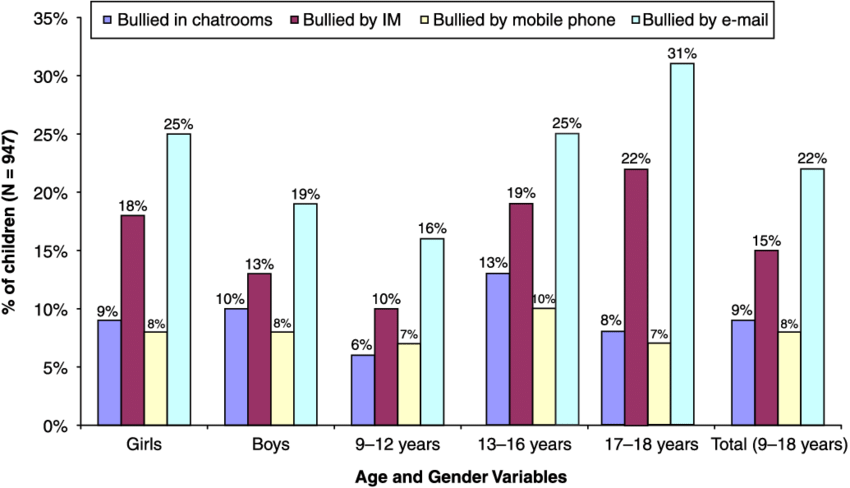 Bullied in chatrooms Bullied by IM Bullied by mobile phone Bullied by e-mail
35%
30%
25%
20%
15%
10%
5%
0%
% of children (N = 947)
9% 18% 8% 25%
10% 13% 8% 19%
6% 10% 7% 16%
13% 19% 10% 25%
8% 22% 7% 31%
9% 15% 8% 22%
Girls Boys 9–12 years 13–16 years 17–18 years Total (9–18 years)
Age and Gender Variables